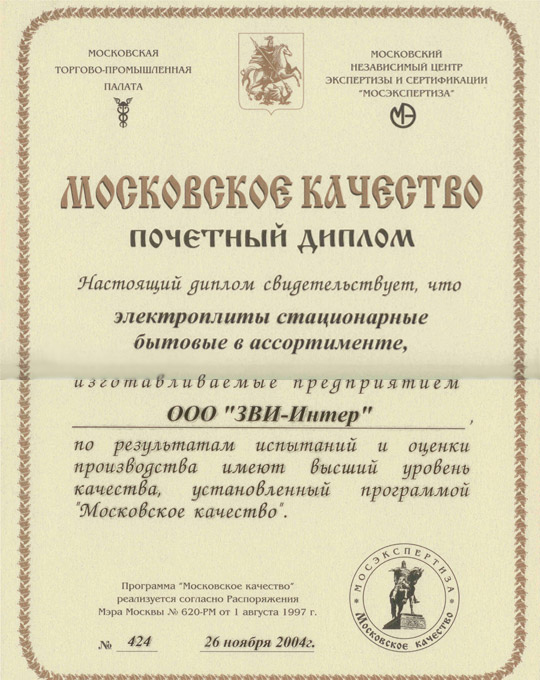 МОСКОВСКАЯ
ТОРГОВО-ПРОМЫШЛЕННАЯ
ПАЛАТА
МОСКОВСКИЙ
НЕЗАВИСИМЫЙ ЦЕНТР
ЭКСПЕРТИЗЫ И СЕРТИФИКАЦИИ
"МОСЭКСПЕРТИЗА"
МЭ
МОСКОВСКОЕ КАЧЕСТВО
ПОЧЕТНЫЙ ДИПЛОМ
Настоящий диплом свидетельствует, что
электроплиты стационарные
бытовые в ассортименте,
изготавливаемые предприятием
ООО "ЗВИ-Интер" ,
по результатам испытаний и оценки
производства имеют высший уровень
качества, установленный программой
"Московское качество".
Программа "Московское качество"
реализуется согласно Распоряжения
Мэра Москвы № 620-РМ от 1 августа 1997 г.
№ 424 26 ноября 2004г.
МОСЭКСПЕРТИЗА
Московское качество